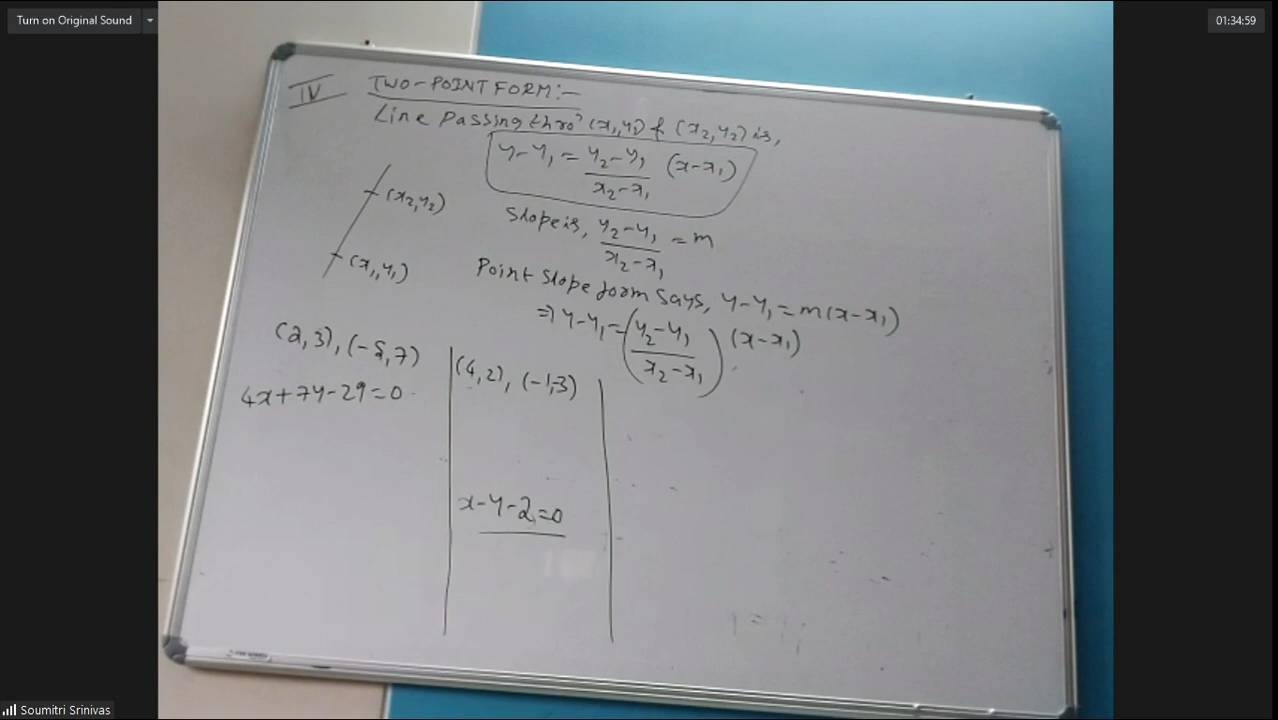 Turn on Original Sound
01:34:59
IV TWO-POINT FORM:-
Line passing thro' (x₁,y₁) & (x₂,y₂) is,
y-y₁ = (y₂-y₁)/(x₂-x₁) (x-x₁)
(x₂,y₂)
(x₁,y₁)
Slope is, (y₂-y₁)/(x₂-x₁) = m
Point slope form says, y-y₁ = m(x-x₁)
⇒ y-y₁ = ((y₂-y₁)/(x₂-x₁)) (x-x₁)
(2,3), (-5,7)
4x+7y-29=0
(4,2), (-1,-3)
x-y-2=0
Soumitri Srinivas